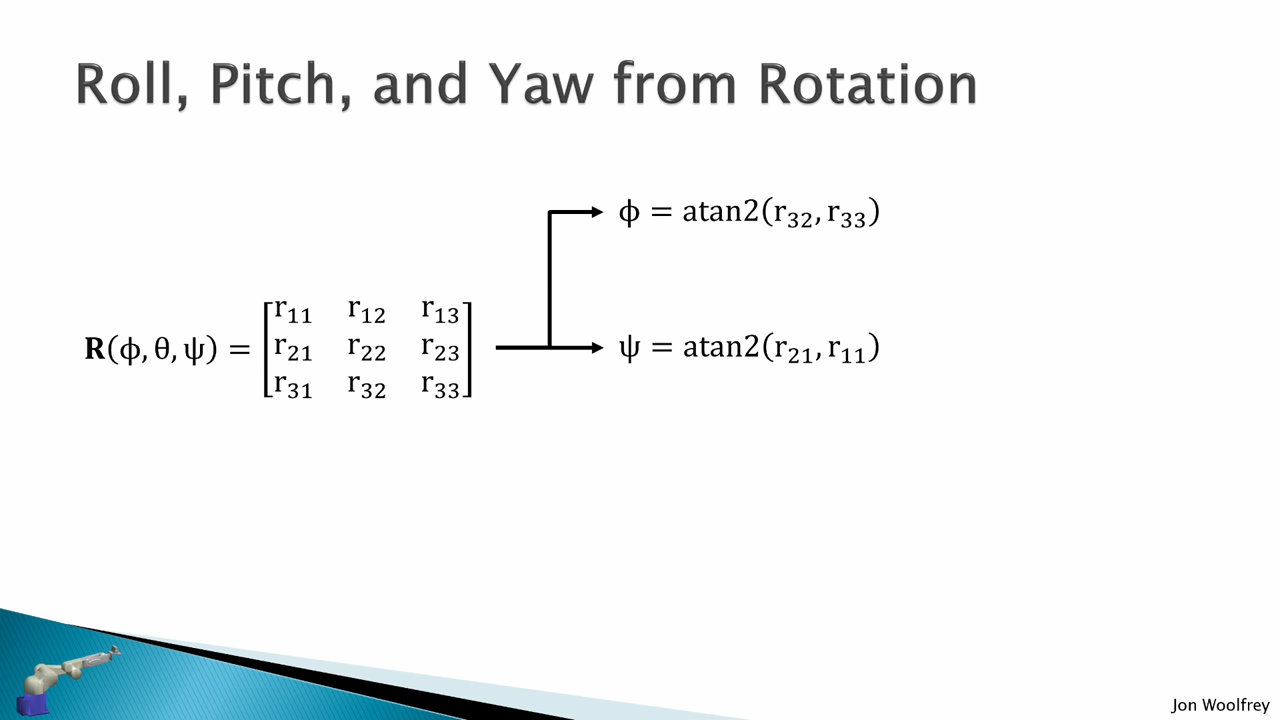 Roll, Pitch, and Yaw from Rotation
ϕ = atan2(r₃₂, r₃₃)
R(ϕ, θ, ψ) = [r₁₁ r₁₂ r₁₃
r₂₁ r₂₂ r₂₃
r₃₁ r₃₂ r₃₃]
ψ = atan2(r₂₁, r₁₁)
Jon Woolfrey